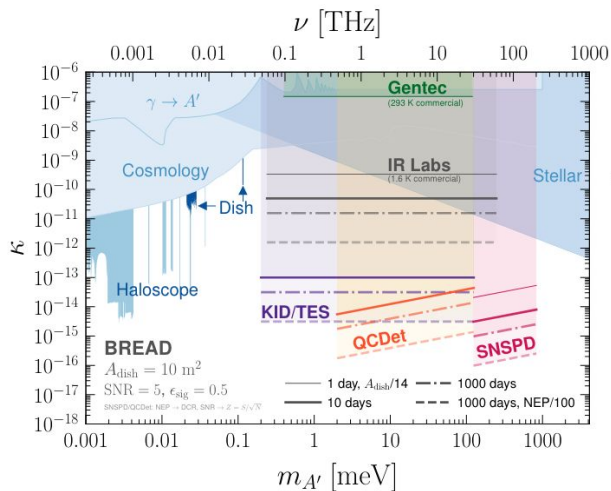 ν [THz]
0.001 0.01 0.1 1 10 100 1000
10⁻⁶
10⁻⁷
10⁻⁸
10⁻⁹
10⁻¹⁰
10⁻¹¹
10⁻¹²
10⁻¹³
10⁻¹⁴
10⁻¹⁵
10⁻¹⁶
10⁻¹⁷
10⁻¹⁸
κ
γ → A′
Cosmology
Dish
Haloscope
Gentec
(293 K commercial)
IR Labs
(1.6 K commercial)
Stellar
KID/TES
QCDet
SNSPD
BREAD
A_dish = 10 m²
SNR = 5, ϵ_sig = 0.5
SNSPD/QCDet: NEP → DCR, SNR → Z = S/√N
1 day, A_dish/14
10 days
1000 days
1000 days, NEP/100
0.001 0.01 0.1 1 10 100 1000
m_A′ [meV]